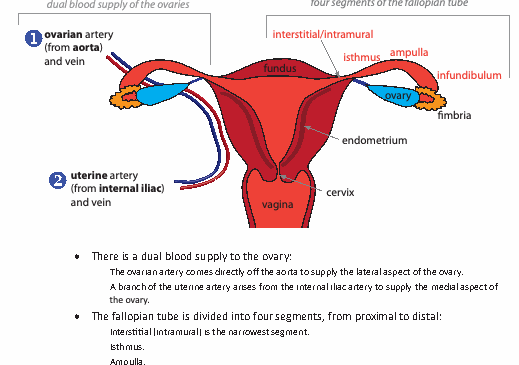 dual blood supply of the ovaries
four segments of the fallopian tube
1 ovarian artery
(from aorta)
and vein
interstitial/intramural
isthmus
ampulla
infundibulum
fundus
ovary
fimbria
endometrium
2 uterine artery
(from internal iliac)
and vein
cervix
vagina
• There is a dual blood supply to the ovary:
The ovarian artery comes directly off the aorta to supply the lateral aspect of the ovary.
A branch of the uterine artery arises from the internal iliac artery to supply the medial aspect of
the ovary.
• The fallopian tube is divided into four segments, from proximal to distal:
Interstitial (intramural) is the narrowest segment.
Isthmus.
Ampulla.